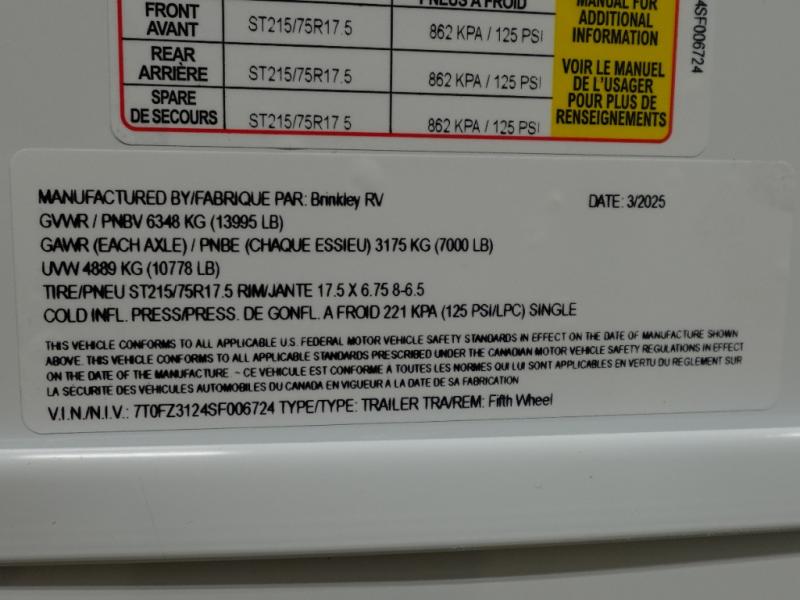 PNEUS À FROID
MANUAL FOR
ADDITIONAL
INFORMATION
FRONT
AVANT
ST215/75R17.5
862 KPA / 125 PSI
REAR
ARRIÈRE
ST215/75R17.5
862 KPA / 125 PSI
SPARE
DE SECOURS
ST215/75R17 5
862 KPA / 125 PSI
VOIR LE MANUEL
DE L'USAGER
POUR PLUS DE
RENSEIGNEMENTS
4SF006724
MANUFACTURED BY/FABRIQUE PAR: Brinkley RV DATE: 3/2025
GVWR / PNBV 6348 KG (13995 LB)
GAWR (EACH AXLE) / PNBE (CHAQUE ESSIEU) 3175 KG (7000 LB)
UVW 4889 KG (10778 LB)
TIRE/PNEU ST215/75R17.5 RIM/JANTE 17.5 X 6.75 8-6.5
COLD INFL. PRESS/PRESS. DE GONFL. A FROID 221 KPA (125 PSI/LPC) SINGLE
THIS VEHICLE CONFORMS TO ALL APPLICABLE U.S. FEDERAL MOTOR VEHICLE SAFETY STANDARDS IN EFFECT ON THE DATE OF MANUFACTURE SHOWN
ABOVE. THIS VEHICLE CONFORMS TO ALL APPLICABLE STANDARDS PRESCRIBED UNDER THE CANADIAN MOTOR VEHICLE SAFETY REGULATIONS IN EFFECT
ON THE DATE OF THE MANUFACTURE. ~ CE VEHICULE EST CONFORME A TOUTES LES NORMES QUI LUI SONT APPLICABLES EN VERTU DU REGLEMENT SUR
LA SÉCURITE DES VÉHICULES AUTOMOBILES DU CANADA EN VIGUEUR A LA DATE DE SA FABRICATION
V.I.N./N.I.V.: 7T0FZ3124SF006724 TYPE/TYPE: TRAILER TRA/REM: Fifth Wheel